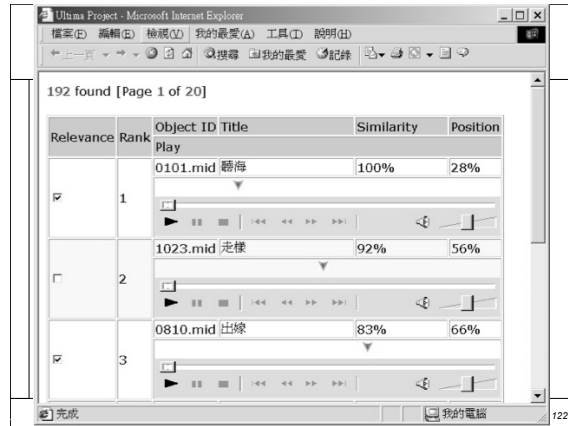 Ultima Project - Microsoft Internet Explorer
檔案(F) 編輯(E) 檢視(V) 我的最愛(A) 工具(T) 說明(H)
上一頁 搜尋 我的最愛 記錄
192 found [Page 1 of 20]
Relevance Rank Object ID Title Similarity Position
Play
0101.mid 聽海 100% 28%
1
1023.mid 走樣 92% 56%
2
0810.mid 出嫁 83% 66%
3
完成 我的電腦
122